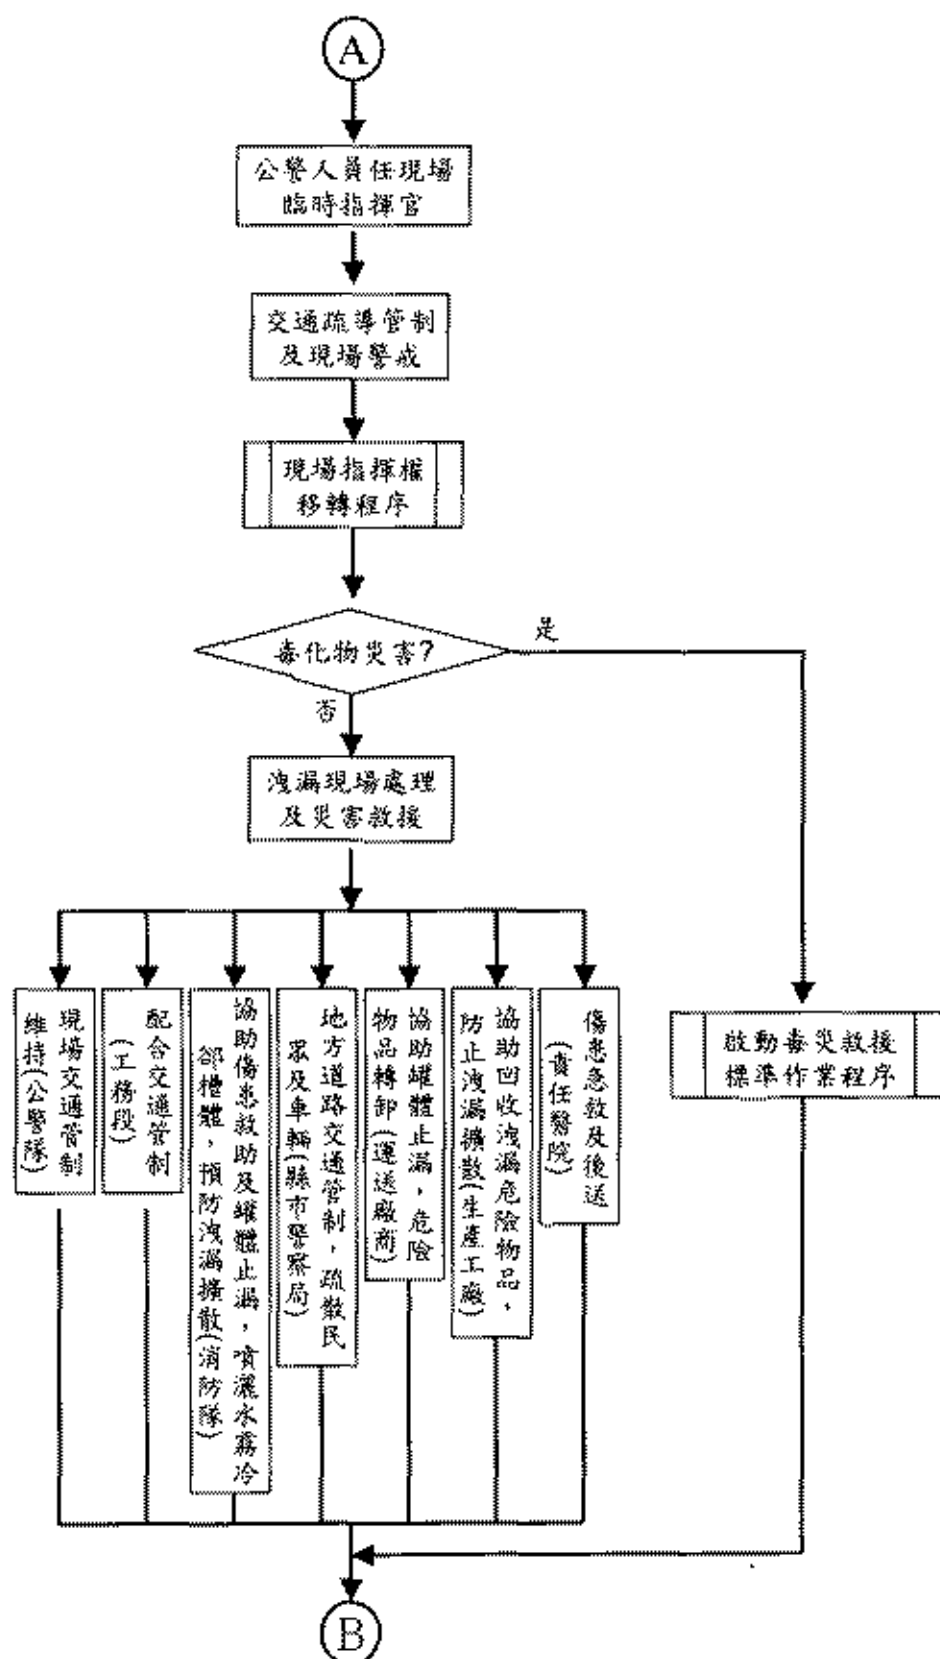 A
公警人員任現場
臨時指揮官
交通疏導管制
及現場警戒
現場指揮權
移轉程序
毒化物災害?
是
否
洩漏現場處理
及災害救援
現場交通管制
維持(公警隊)
配合交通管制
(工務段)
協助傷患救助及罐體止漏,噴灑水霧冷
卻槽體,預防洩漏擴散(消防隊)
地方道路交通管制,疏散民
眾及車輛(縣市警察局)
協助罐體止漏,危險
物品轉卸(運送廠商)
協助凹收洩漏危險物品,
防止洩漏擴散(生產工廠)
傷患急救及後送
(責任醫院)
啟動毒災救援
標準作業程序
B